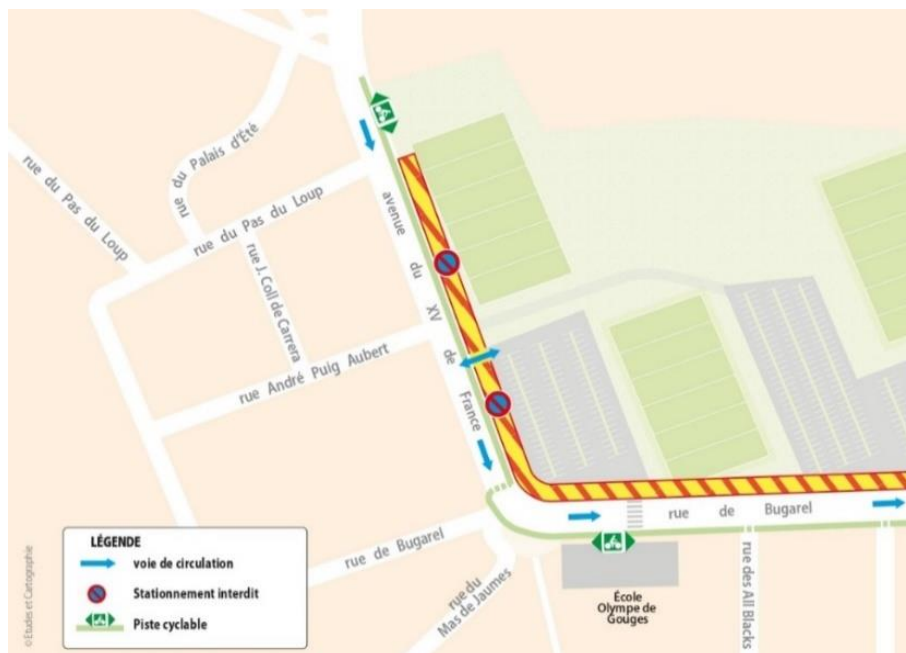 rue du Palais d'Été
rue du Pas du Loup
rue du Pas du Loup
rue J. Coll de Carrera
avenue du XV de France
rue André Puig Aubert
rue de Bugarel
rue de Bugarel
rue du
Mas de Jaumes
rue des All Blacks
École
Olympe de
Gouges
LÉGENDE
voie de circulation
Stationnement interdit
Piste cyclable
© Etudes et Cartographie